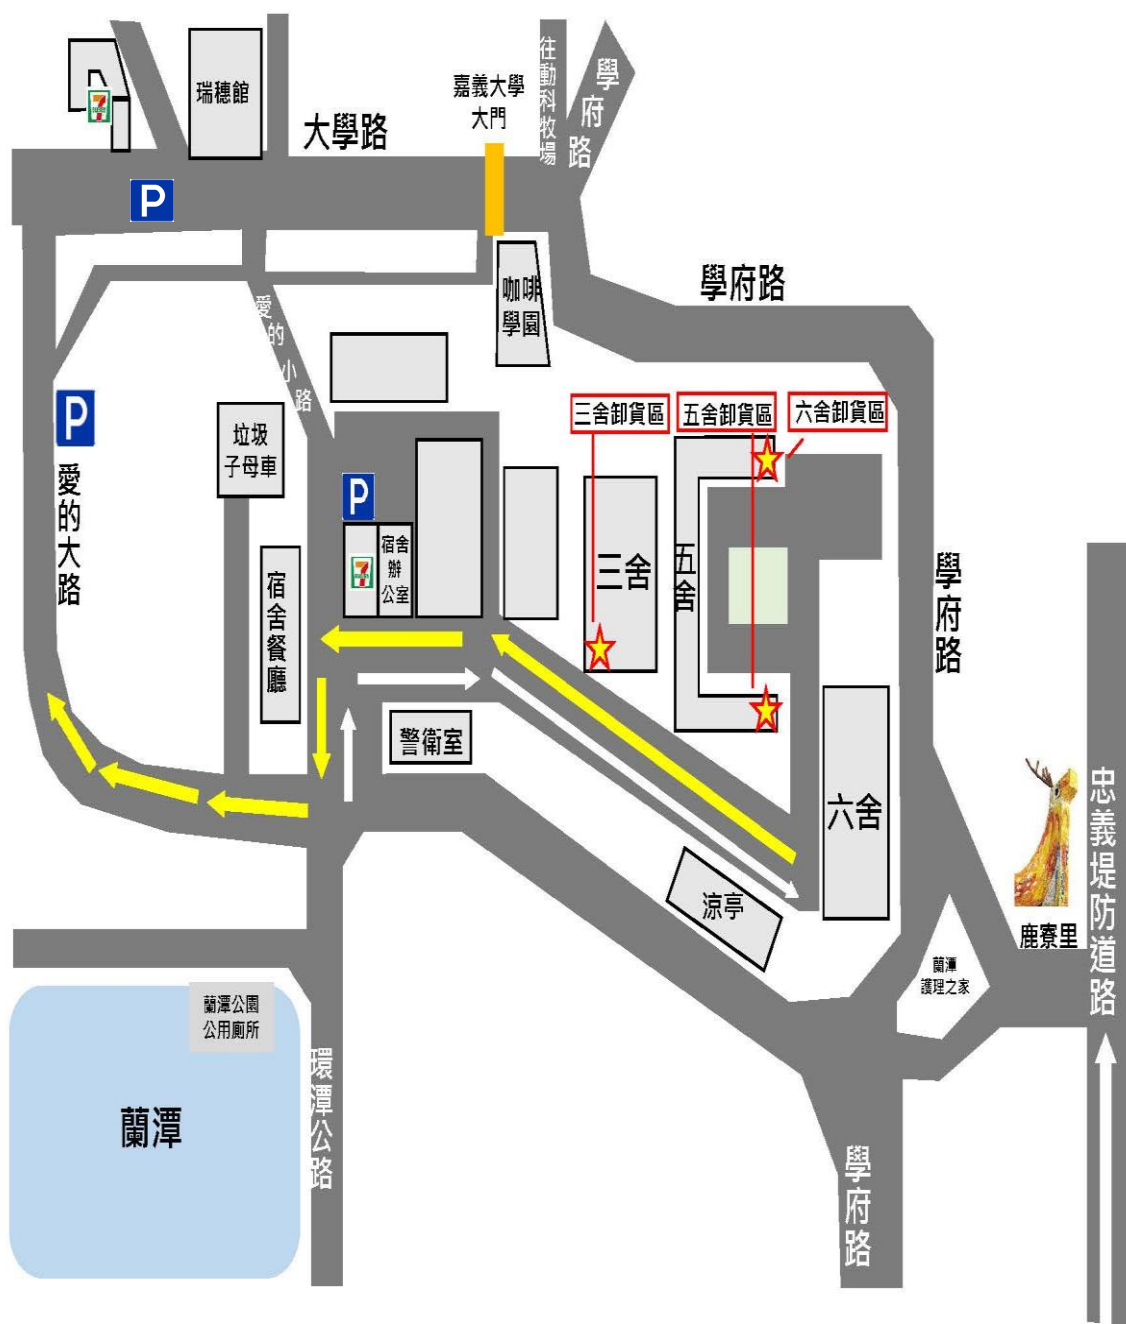 瑞穗館
7
大學路
嘉義大學
大門
往動科牧場
學府路
P
咖啡
學園
學府路
愛的小路
P
愛的大路
垃圾
子母車
三舍卸貨區
五舍卸貨區
六舍卸貨區
P
7
宿舍
辦
公室
宿舍餐廳
三舍
五舍
學府路
警衛室
六舍
涼亭
忠義堤防道路
鹿寮里
蘭潭
護理之家
蘭潭公園
公用廁所
蘭潭
環潭公路
學府路